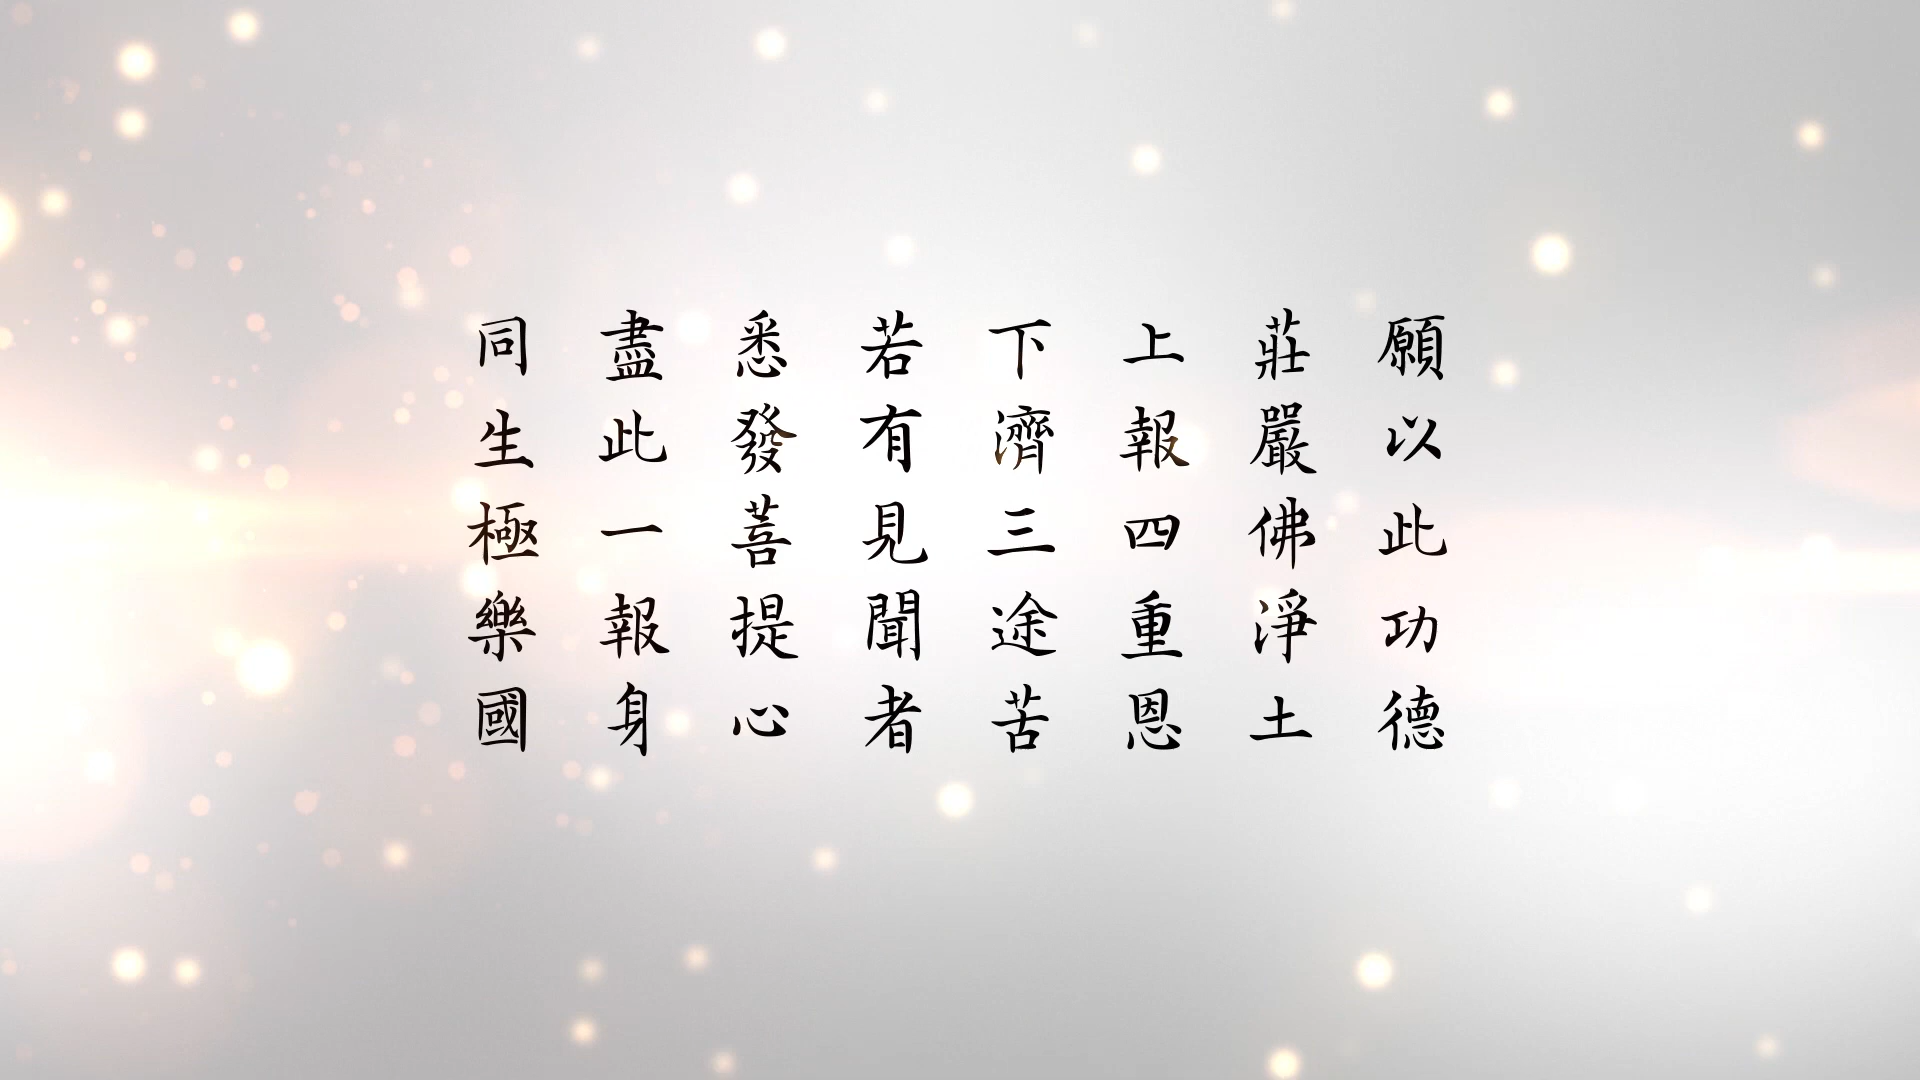 願以此功德
莊嚴佛淨土
上報四重恩
下濟三途苦
若有見聞者
悉發菩提心
盡此一報身
同生極樂國